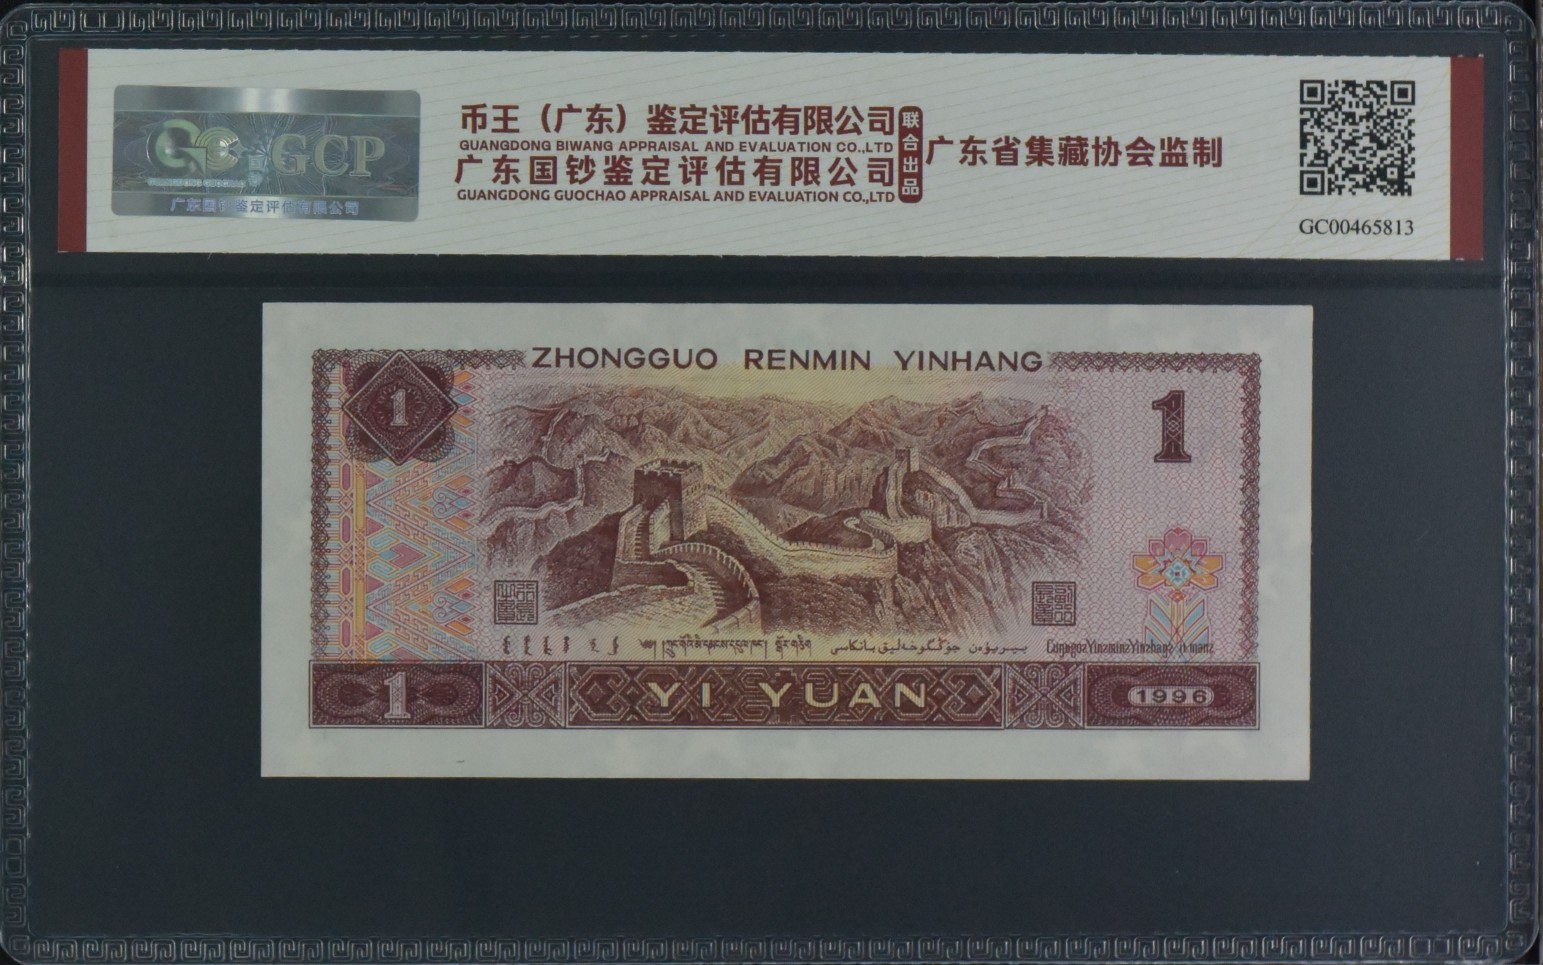 GCP
广东国钞鉴定评估有限公司
币王（广东）鉴定评估有限公司
GUANGDONG BIWANG APPRAISAL AND EVALUATION CO.,LTD
广东国钞鉴定评估有限公司
GUANGDONG GUOCHAO APPRAISAL AND EVALUATION CO.,LTD
联合出品
广东省集藏协会监制
GC00465813
ZHONGGUO RENMIN YINHANG
1
1
1
YI YUAN
1996